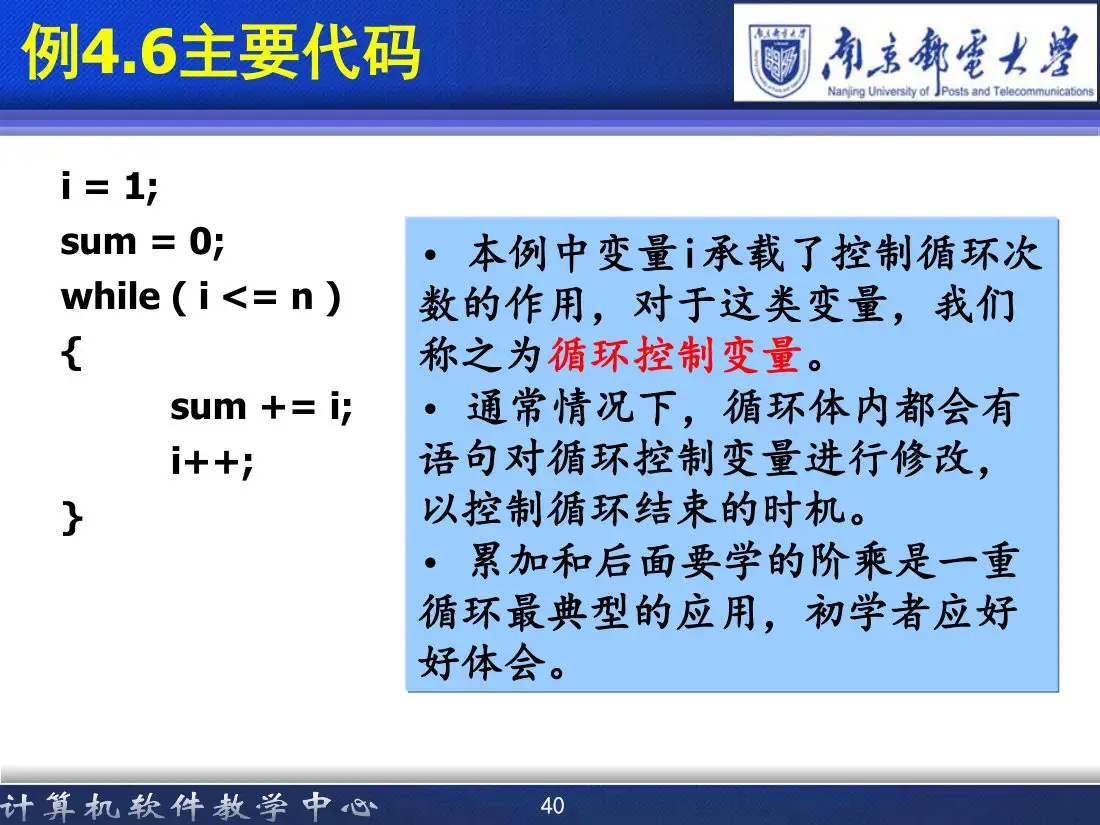 例4.6主要代码
南京邮电大学
Nanjing University of Posts and Telecommunications
i = 1;
sum = 0;
while ( i <= n )
{
sum += i;
i++;
}
• 本例中变量i承载了控制循环次
数的作用，对于这类变量，我们
称之为循环控制变量。
• 通常情况下，循环体内都会有
语句对循环控制变量进行修改，
以控制循环结束的时机。
• 累加和后面要学的阶乘是一重
循环最典型的应用，初学者应好
好体会。
计算机软件教学中心
40